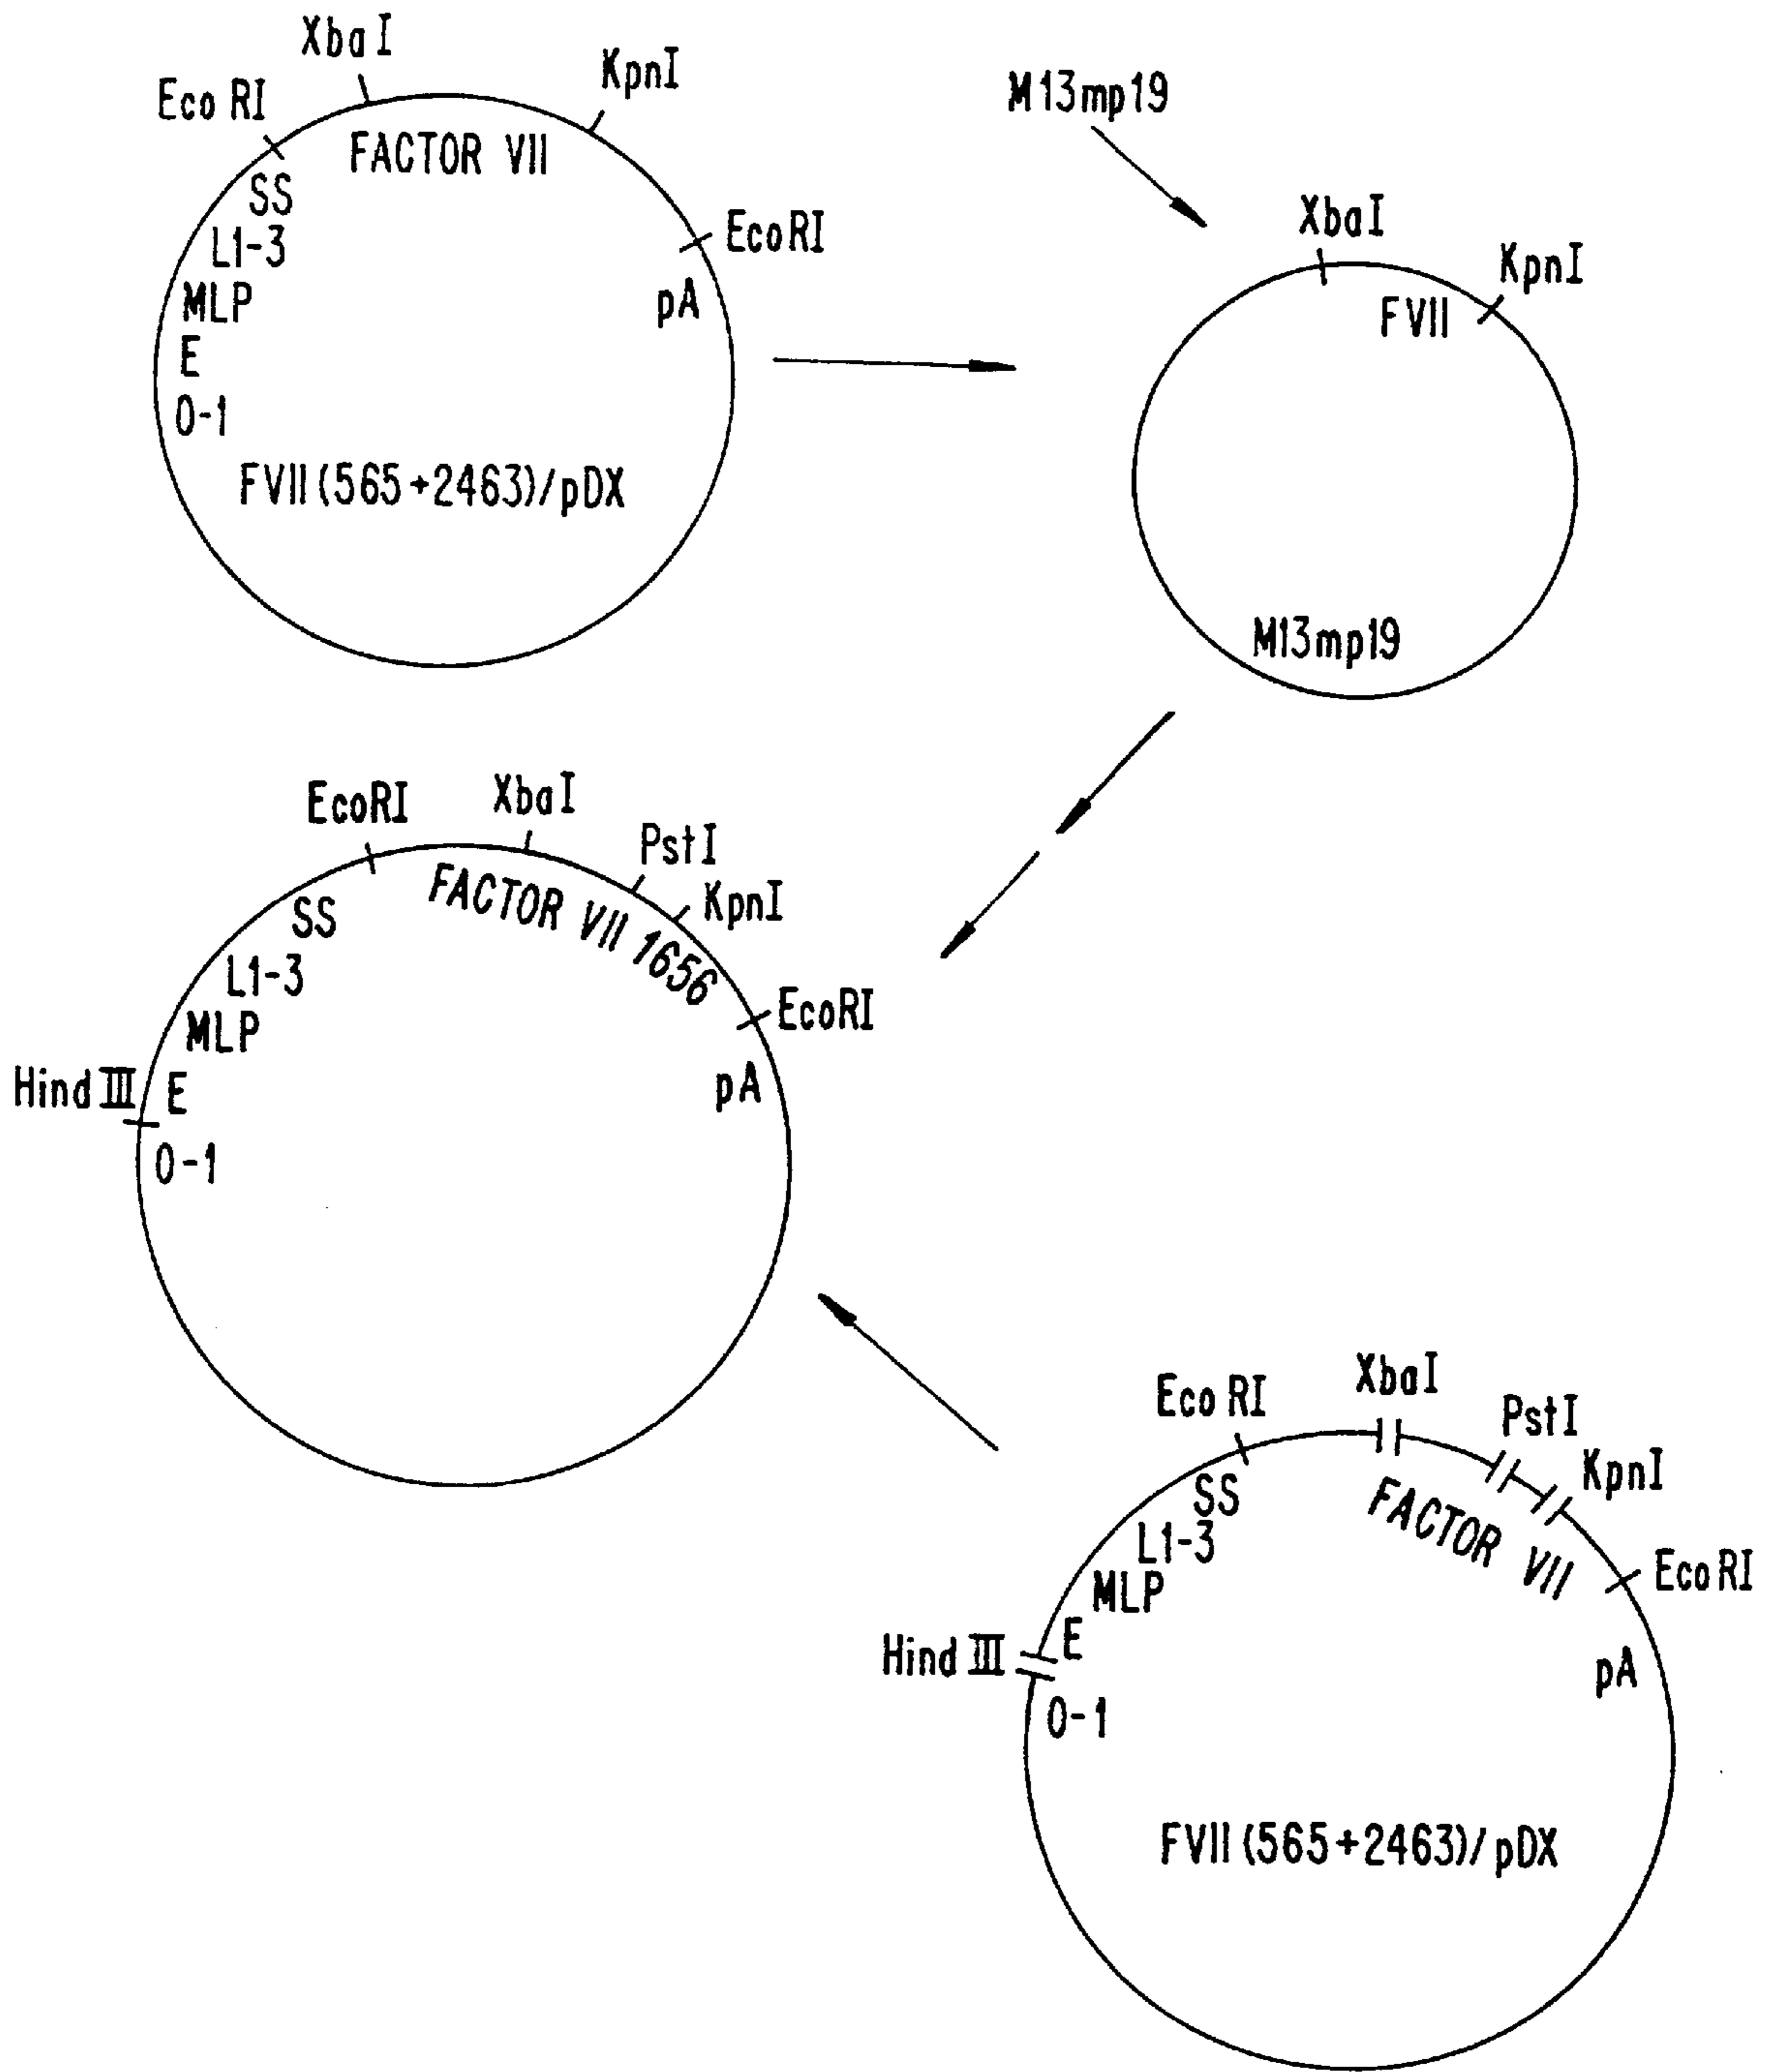 XbaI
KpnI
Eco RI
FACTOR VII
SS
EcoRI
L1-3
MLP
pA
E
0-1
FVII (565+2463)/pDX
M13mp19
XbaI
KpnI
FVII
M13mp19
EcoRI
XbaI
PstI
KpnI
FACTOR VII 1656
SS
L1-3
EcoRI
MLP
Hind III
E
pA
0-1
Eco RI
XbaI
PstI
KpnI
SS
FACTOR VII
L1-3
Eco RI
MLP
Hind III
E
pA
0-1
FVII (565+2463)/pDX